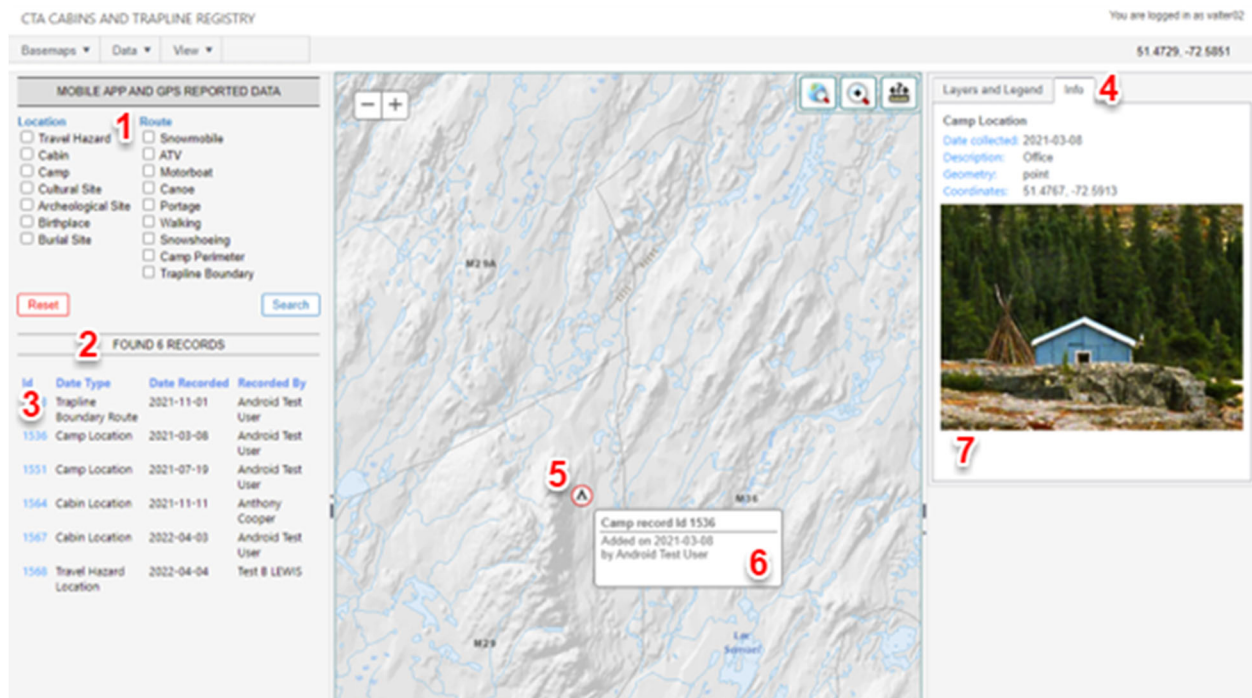 CTA CABINS AND TRAPLINE REGISTRY
You are logged in as valter02
Basemaps ▼ Data ▼ View ▼
51.4729, -72.5851
MOBILE APP AND GPS REPORTED DATA
1
Location
Travel Hazard
Cabin
Camp
Cultural Site
Archeological Site
Birthplace
Burial Site
Route
Snowmobile
ATV
Motorboat
Canoe
Portage
Walking
Snowshoeing
Camp Perimeter
Trapline Boundary
Reset
Search
2
FOUND 6 RECORDS
Id Date Type Date Recorded Recorded By
3
Trapline 2021-11-01 Android Test
Boundary Route User
1536 Camp Location 2021-03-08 Android Test
User
1551 Camp Location 2021-07-19 Android Test
User
1564 Cabin Location 2021-11-11 Anthony
Cooper
1567 Cabin Location 2022-04-03 Android Test
User
1568 Travel Hazard 2022-04-04 Test B LEWIS
Location
M29A
5
M36
Camp record Id 1536
Added on 2021-03-08
by Android Test User
6
M29
Lac
Layers and Legend Info
4
Camp Location
Date collected: 2021-03-08
Description: Office
Geometry: point
Coordinates: 51.4767, -72.5913
7